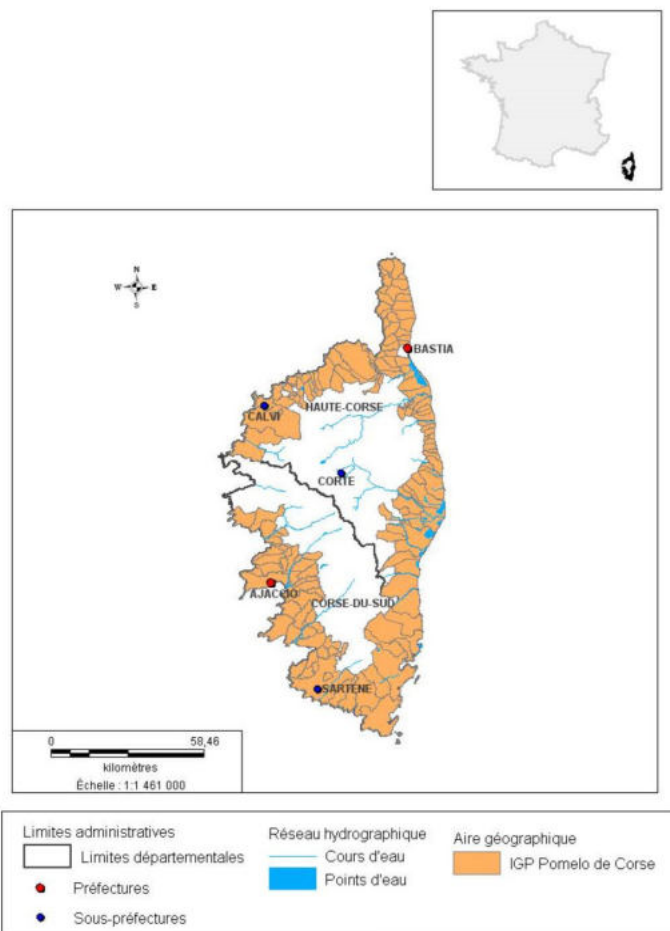 N
W E
S
BASTIA
HAUTE-CORSE
CALVI
CORTE
AJACCIO
CORSE-DU-SUD
SARTENE
0 58,46
kilomètres
Échelle : 1:1 461 000
Limites administratives
Limites départementales
Préfectures
Sous-préfectures
Réseau hydrographique
Cours d'eau
Points d'eau
Aire géographique
IGP Pomelo de Corse